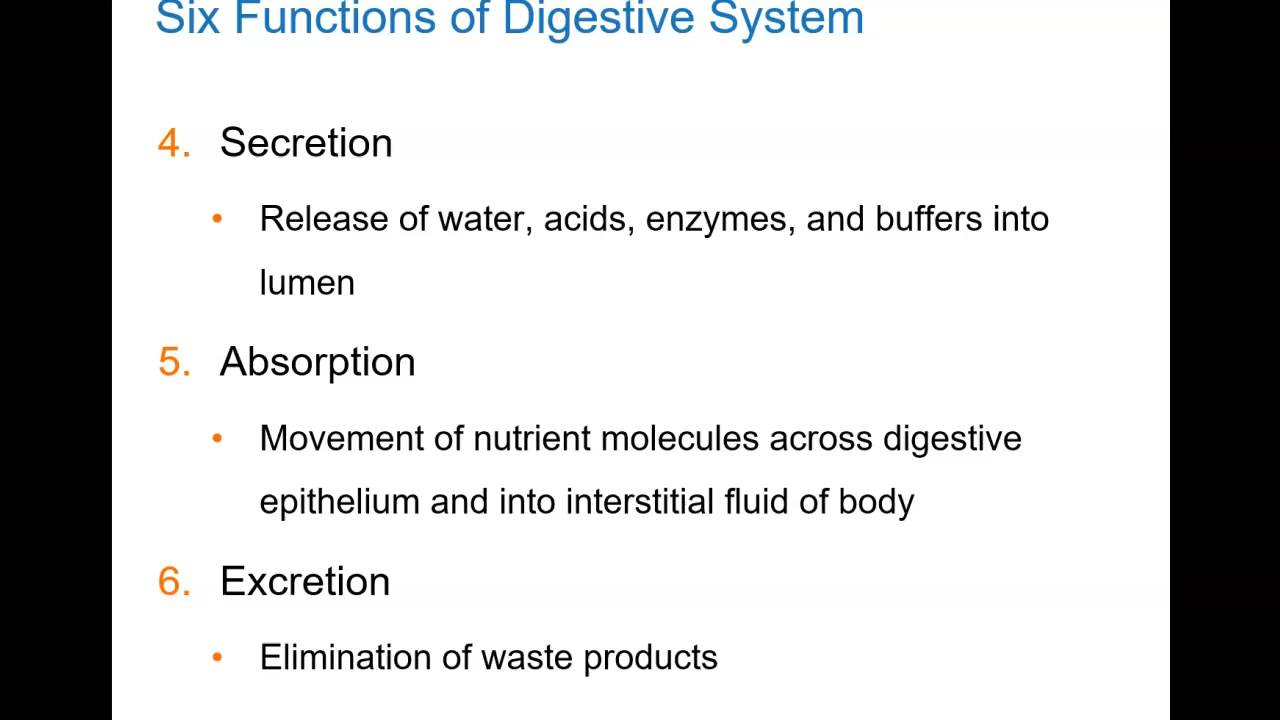 Six Functions of Digestive System
4. Secretion
• Release of water, acids, enzymes, and buffers into
lumen
5. Absorption
• Movement of nutrient molecules across digestive
epithelium and into interstitial fluid of body
6. Excretion
• Elimination of waste products